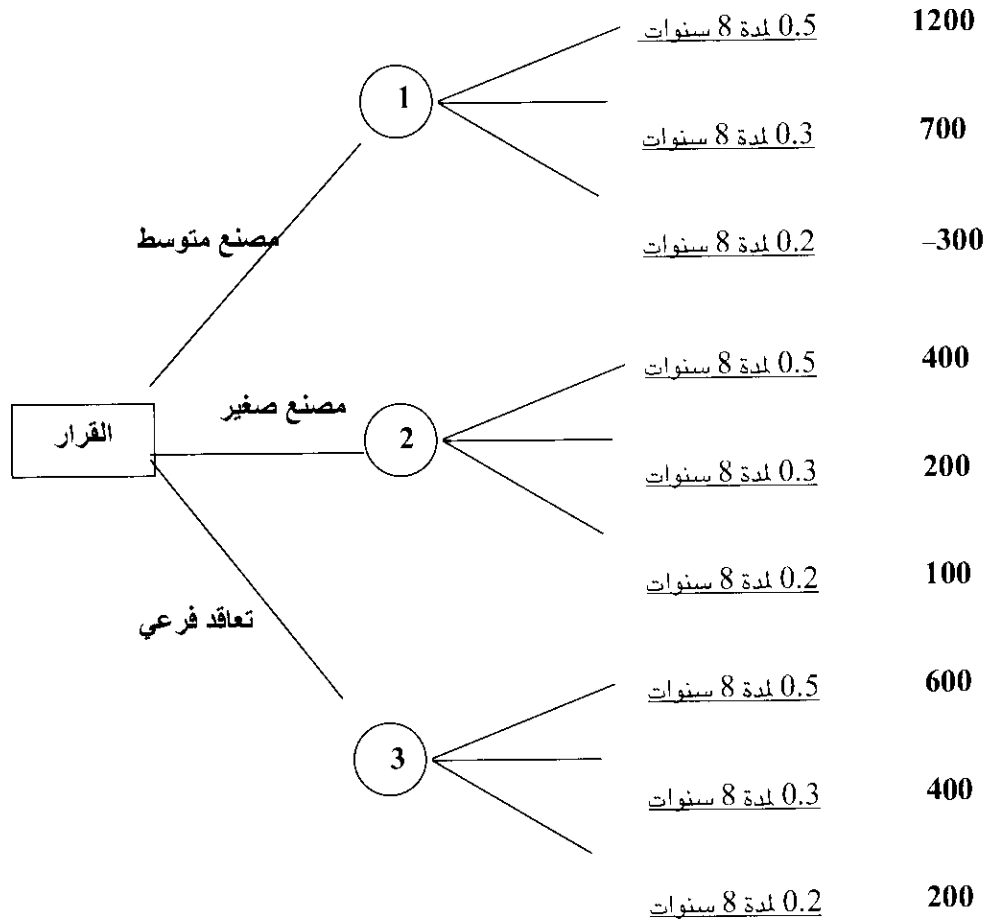 0.5 لمدة 8 سنوات 1200
1
0.3 لمدة 8 سنوات 700
مصنع متوسط
0.2 لمدة 8 سنوات –300
0.5 لمدة 8 سنوات 400
مصنع صغير
القرار
2
0.3 لمدة 8 سنوات 200
0.2 لمدة 8 سنوات 100
تعاقد فرعي
0.5 لمدة 8 سنوات 600
3
0.3 لمدة 8 سنوات 400
0.2 لمدة 8 سنوات 200